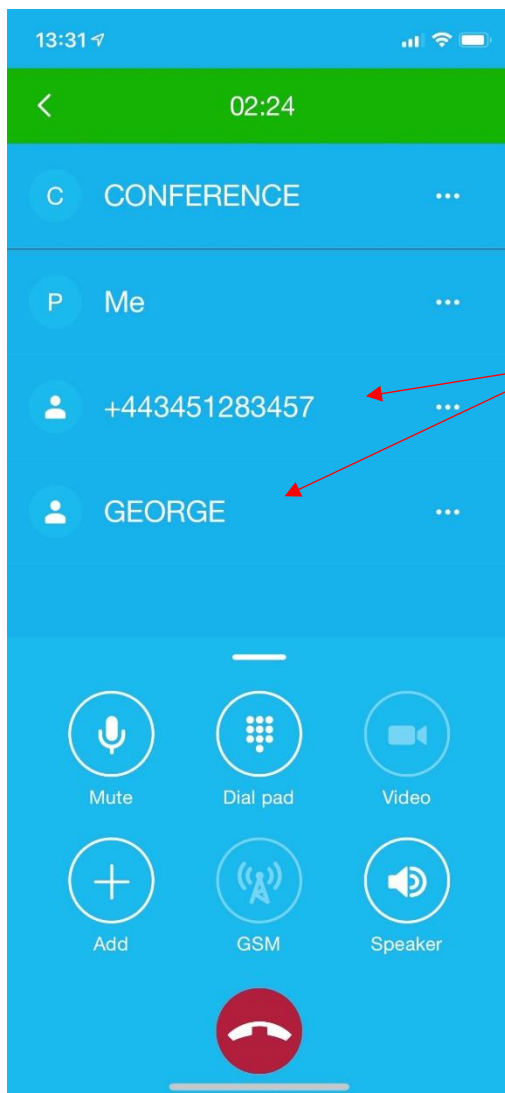 13:31
02:24
C CONFERENCE
P Me
+443451283457
GEORGE
Mute Dial pad Video
Add GSM Speaker